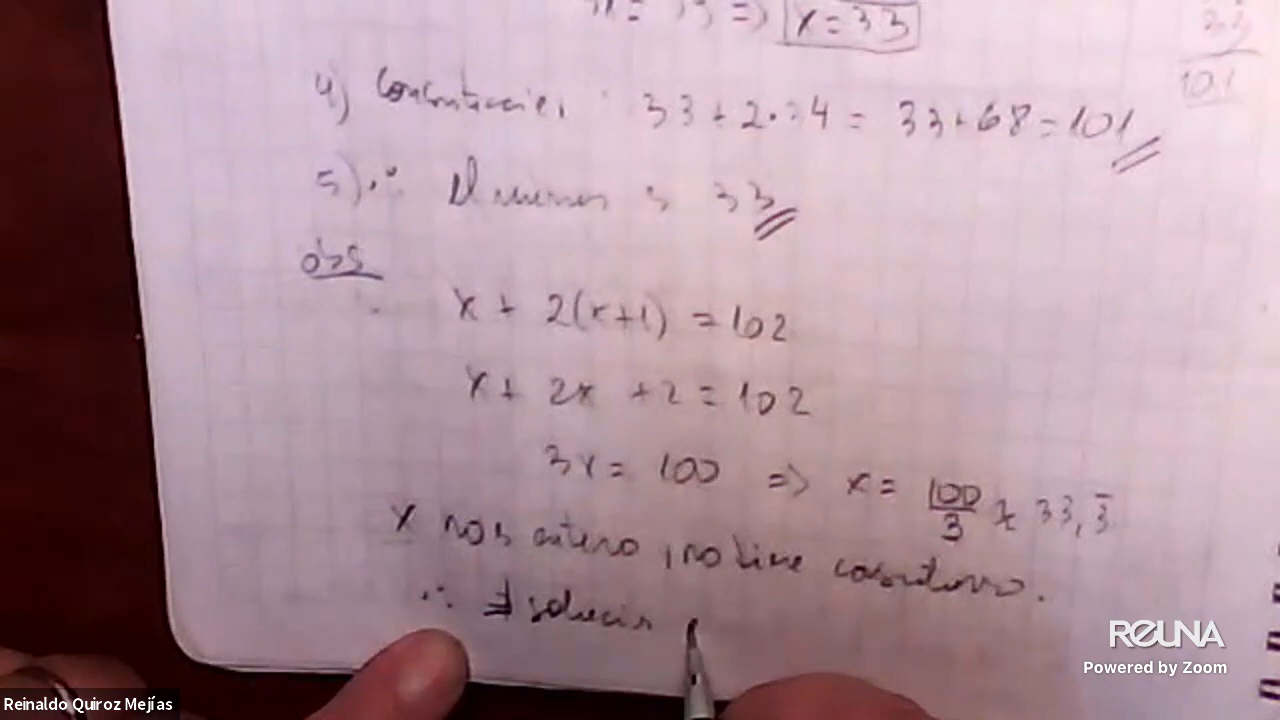 x = 33
33
101
4) 33 + 2·34 = 33+68 = 101
5) ∴ El número es 33
obs
x + 2(x+1) = 102
x + 2x + 2 = 102
3x = 100 => x = 100/3 ≈ 33,3̅
x no es entero, no tiene consecutivo.
∴ ∄ solución
REUNA
Powered by Zoom
Reinaldo Quiroz Mejías